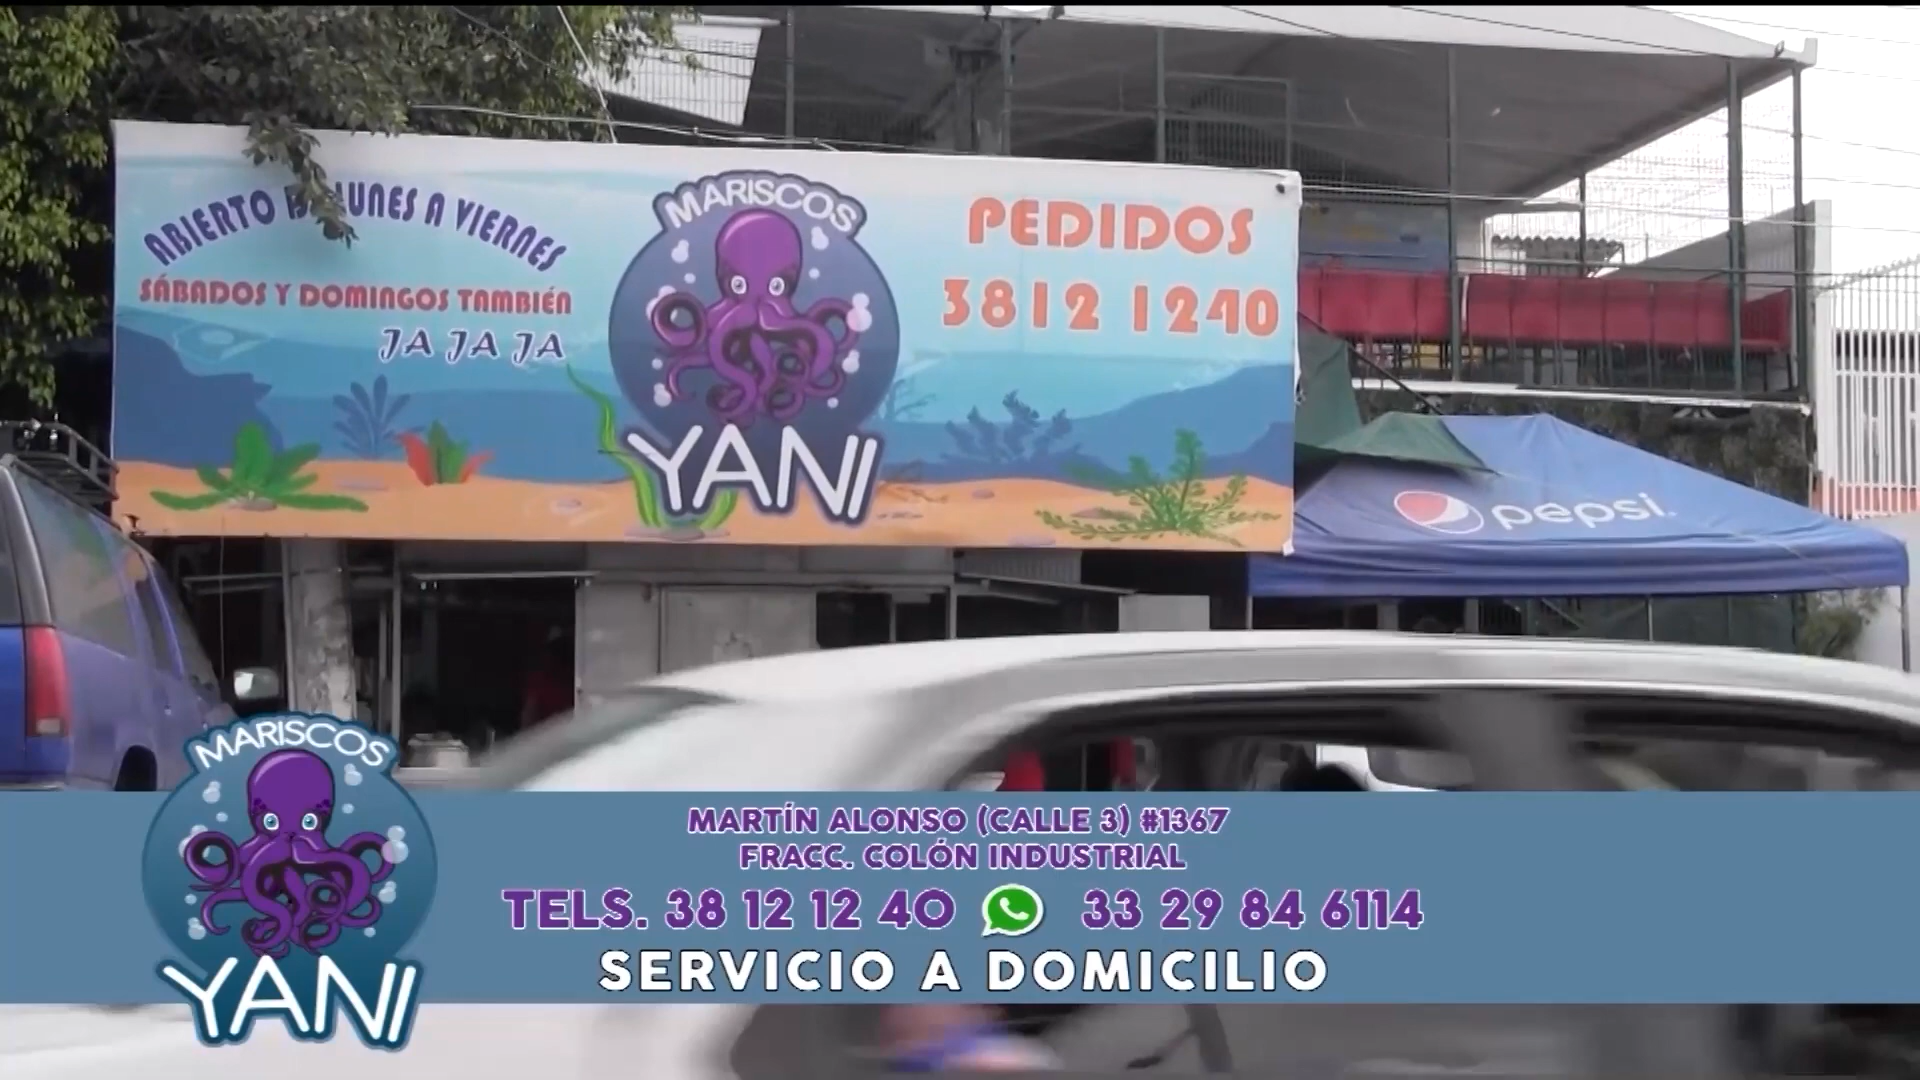 ABIERTO DE LUNES A VIERNES
SÁBADOS Y DOMINGOS TAMBIÉN
JA JA JA
MARISCOS
YANI
PEDIDOS
3812 1240
pepsi
MARISCOS
YANI
MARTÍN ALONSO (CALLE 3) #1367
FRACC. COLÓN INDUSTRIAL
TELS. 38 12 12 40 33 29 84 6114
SERVICIO A DOMICILIO